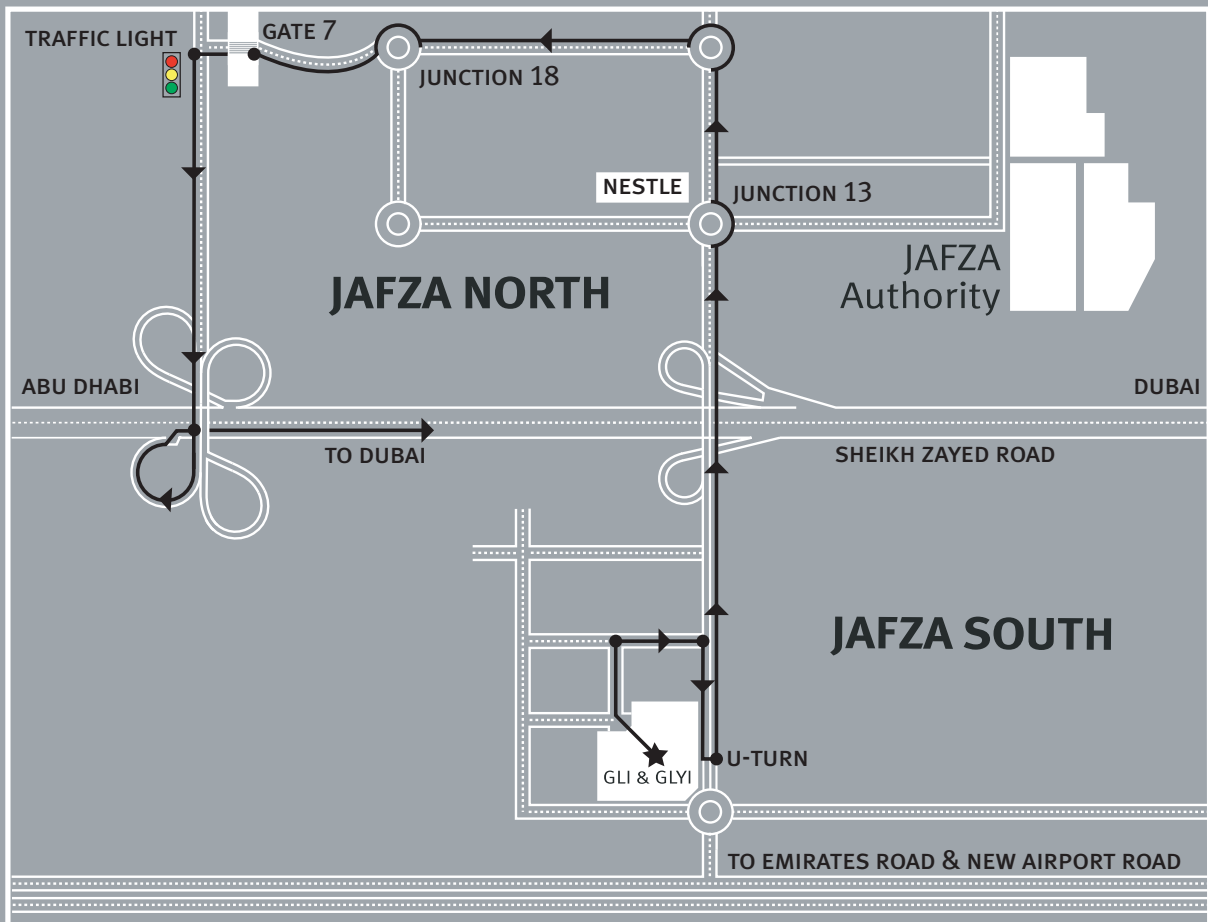 GATE 7
TRAFFIC LIGHT
JUNCTION 18
NESTLE
JUNCTION 13
JAFZA
Authority
JAFZA NORTH
ABU DHABI
DUBAI
TO DUBAI
SHEIKH ZAYED ROAD
JAFZA SOUTH
U-TURN
GLI & GLYI
TO EMIRATES ROAD & NEW AIRPORT ROAD